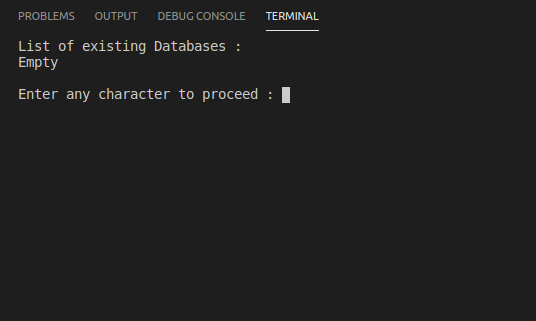 PROBLEMS OUTPUT DEBUG CONSOLE TERMINAL
List of existing Databases :
Empty
Enter any character to proceed :